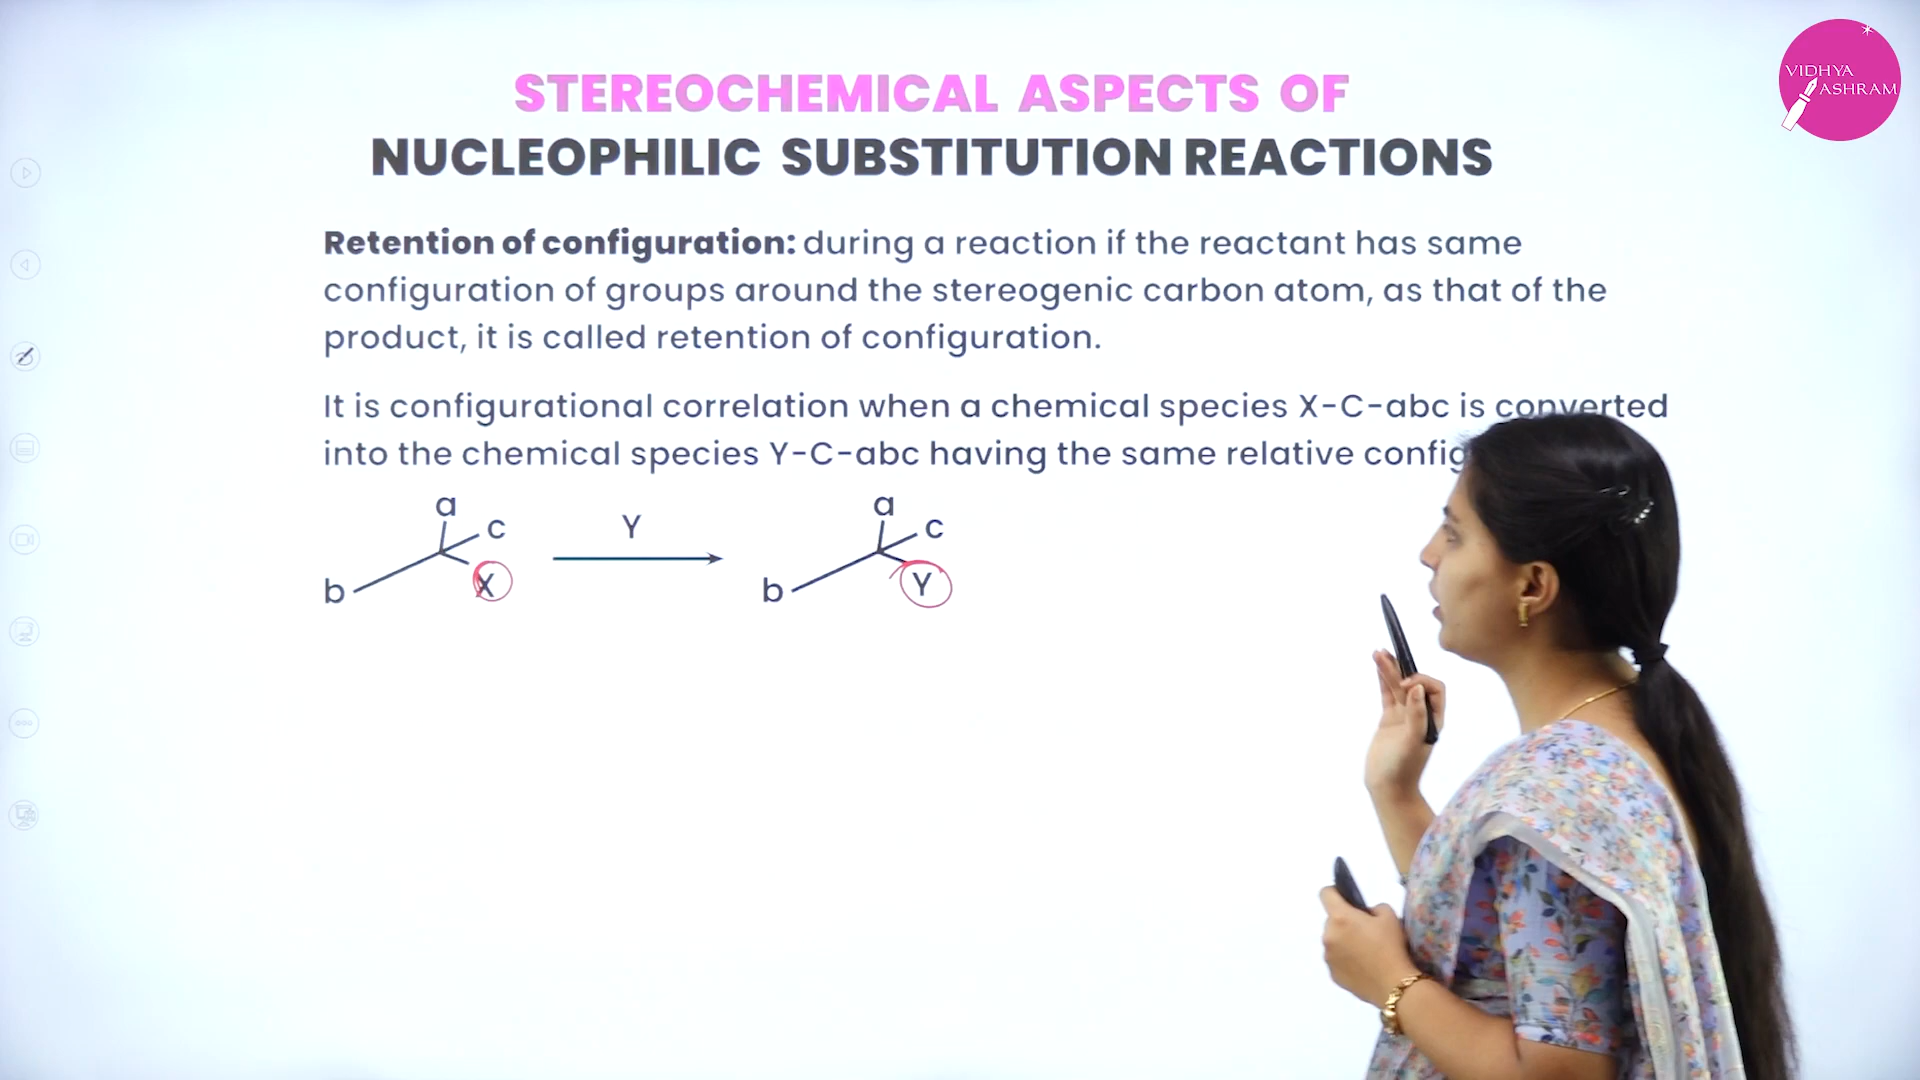 VIDHYA
ASHRAM
STEREOCHEMICAL ASPECTS OF
NUCLEOPHILIC SUBSTITUTION REACTIONS
Retention of configuration: during a reaction if the reactant has same
configuration of groups around the stereogenic carbon atom, as that of the
product, it is called retention of configuration.
It is configurational correlation when a chemical species X-C-abc is converted
into the chemical species Y-C-abc having the same relative
a
c
b
X
Y
a
c
b
Y